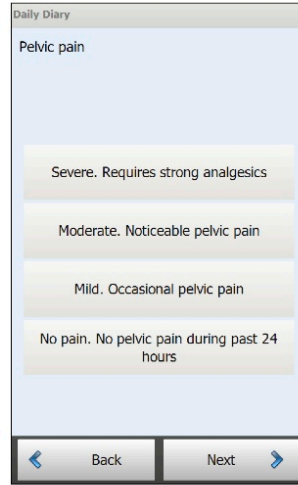 Daily Diary
Pelvic pain
Severe. Requires strong analgesics
Moderate. Noticeable pelvic pain
Mild. Occasional pelvic pain
No pain. No pelvic pain during past 24
hours
Back
Next